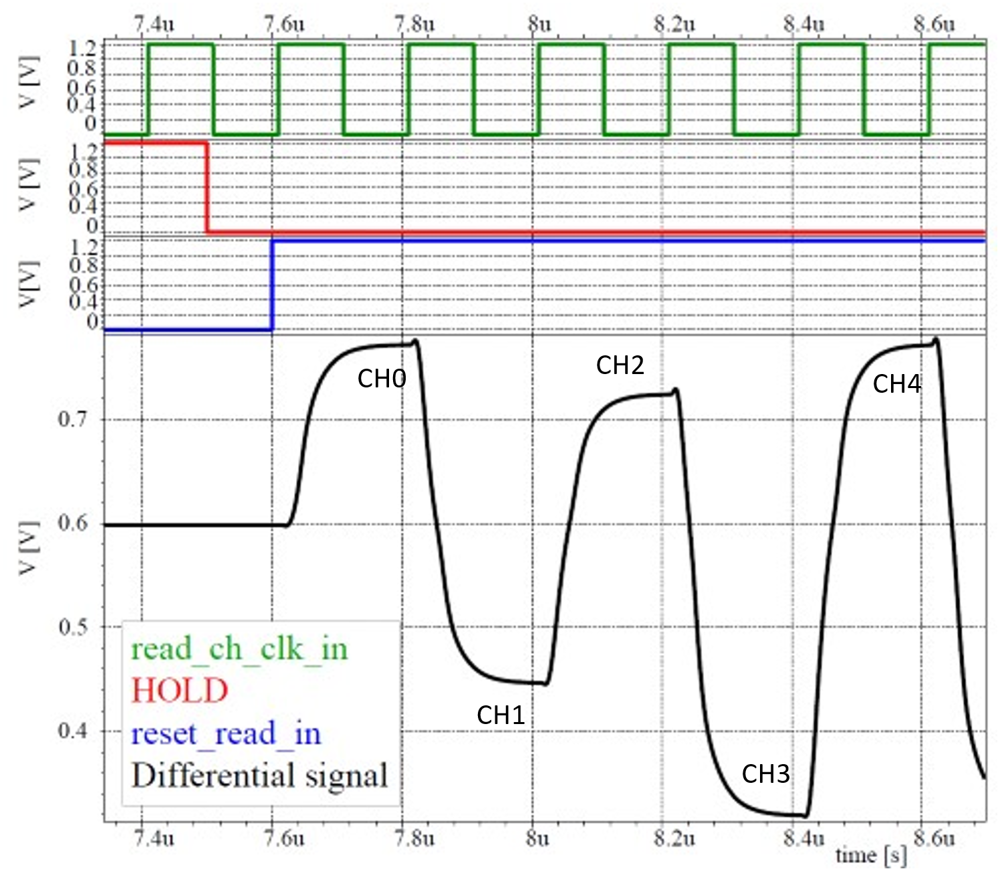 7.4u 7.6u 7.8u 8u 8.2u 8.4u 8.6u
V [V]
1.2
0.8
0.6
0.4
0
V [V]
1.2
0.8
0.6
0.4
0
V[V]
1.2
0.8
0.6
0.4
0
V [V]
0.7
0.6
0.5
0.4
CH0
CH1
CH2
CH3
CH4
read_ch_clk_in
HOLD
reset_read_in
Differential signal
7.4u 7.6u 7.8u 8u 8.2u 8.4u 8.6u
time [s]